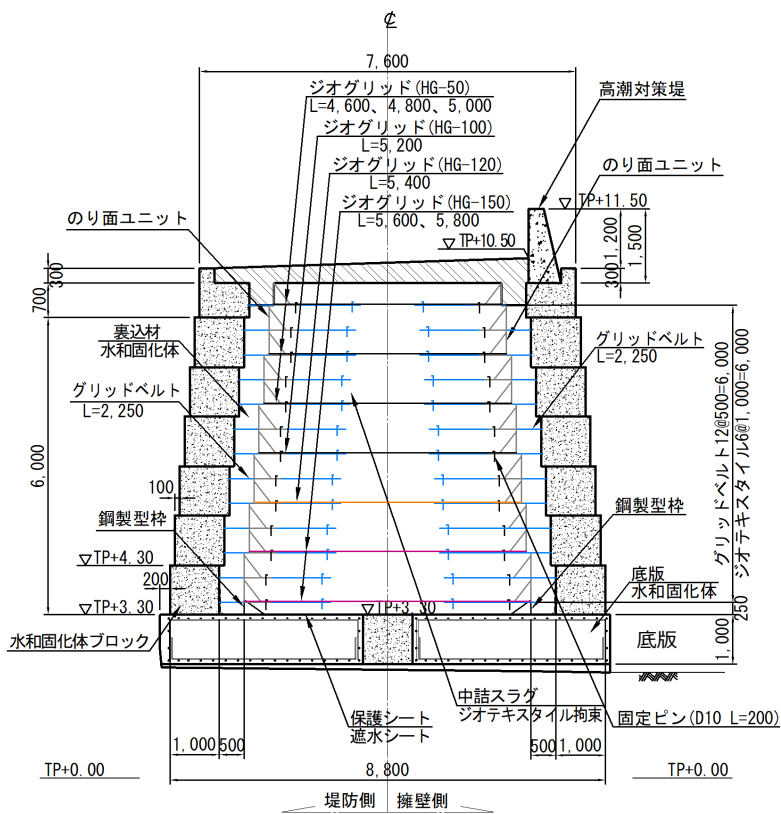 ℄
7,600
ジオグリッド(HG-50)
L=4,600、4,800、5,000
ジオグリッド(HG-100)
L=5,200
ジオグリッド(HG-120)
L=5,400
ジオグリッド(HG-150)
L=5,600、5,800
高潮対策堤
のり面ユニット
のり面ユニット
▽ TP+11.50
▽TP+10.50
300
700
6,000
300
1,200
1,500
裏込材
水和固化体
グリッドベルト
L=2,250
グリッドベルト
L=2,250
100
鋼製型枠
鋼製型枠
▽TP+4.30
200
▽TP+3.30
▽TP+3.30
水和固化体ブロック
底版
水和固化体
底版
グリッドベルト12@500=6,000
ジオテキスタイル6@1,000=6,000
250
1,000
保護シート
遮水シート
中詰スラグ
ジオテキスタイル拘束
固定ピン(D10 L=200)
1,000
500
500
1,000
TP+0.00
8,800
TP+0.00
堤防側
擁壁側